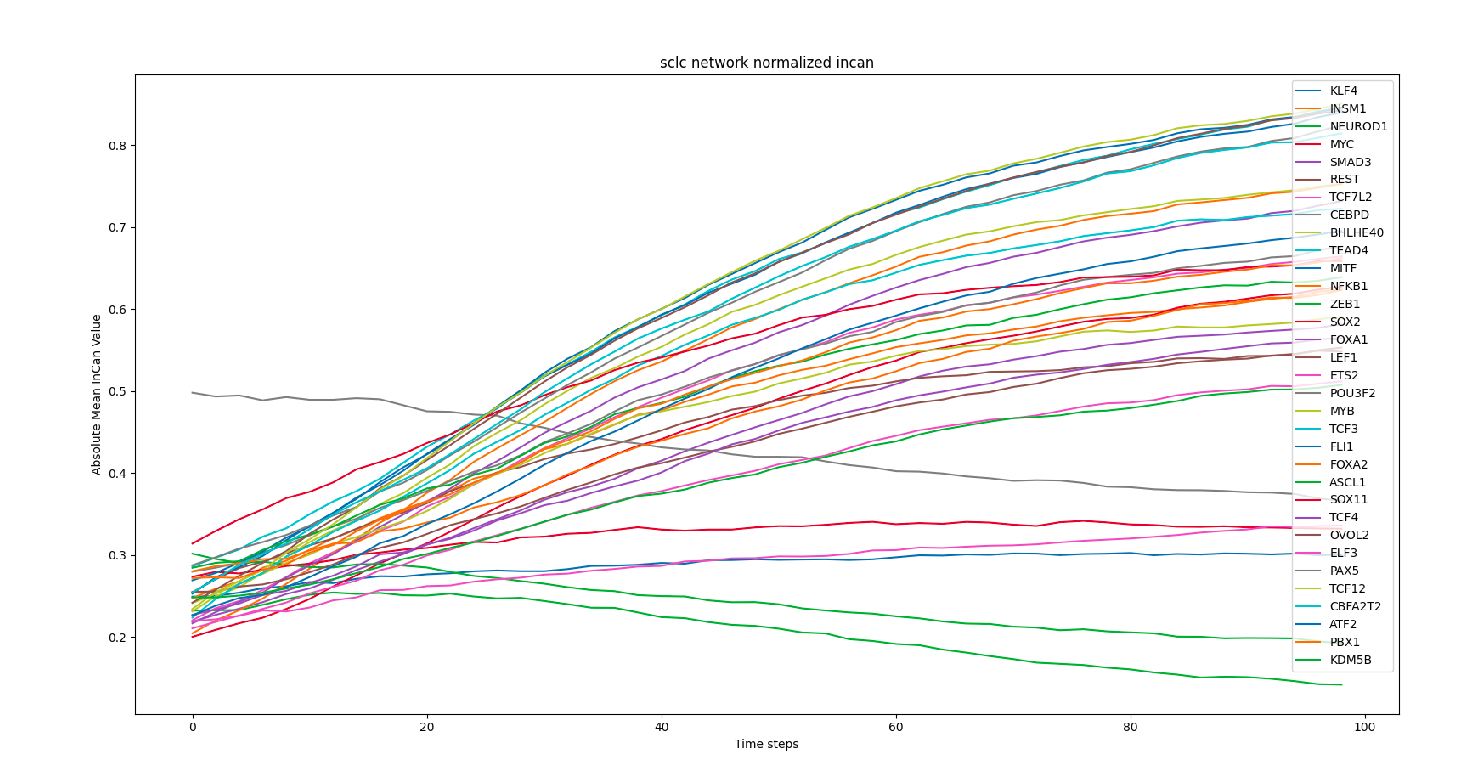 sclc network normalized incan
Absolute Mean InCan Value
0.8
0.7
0.6
0.5
0.4
0.3
0.2
0
20
40
60
80
100
Time steps
KLF4
INSM1
NEUROD1
MYC
SMAD3
REST
TCF7L2
CEBPD
BHLHE40
TEAD4
MITF
NFKB1
ZEB1
SOX2
FOXA1
LEF1
ETS2
POU3F2
MYB
TCF3
FLI1
FOXA2
ASCL1
SOX11
TCF4
OVOL2
ELF3
PAX5
TCF12
CBFA2T2
ATF2
PBX1
KDM5B